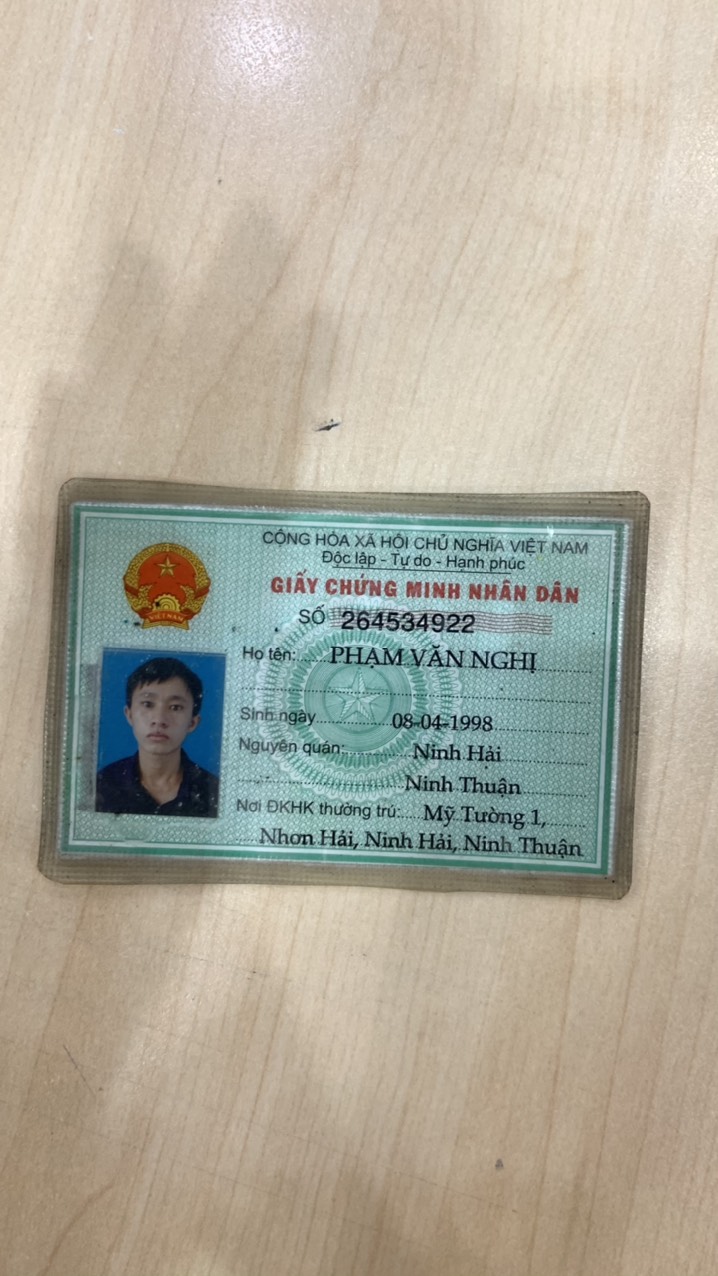 CỘNG HÒA XÃ HỘI CHỦ NGHĨA VIỆT NAM
Độc lập - Tự do - Hạnh phúc
GIẤY CHỨNG MINH NHÂN DÂN
SỐ 264534922
Họ tên: PHẠM VĂN NGHỊ
Sinh ngày 08-04-1998
Nguyên quán: Ninh Hải
Ninh Thuận
Nơi ĐKHK thường trú: Mỹ Tường 1,
Nhơn Hải, Ninh Hải, Ninh Thuận
VIỆT NAM